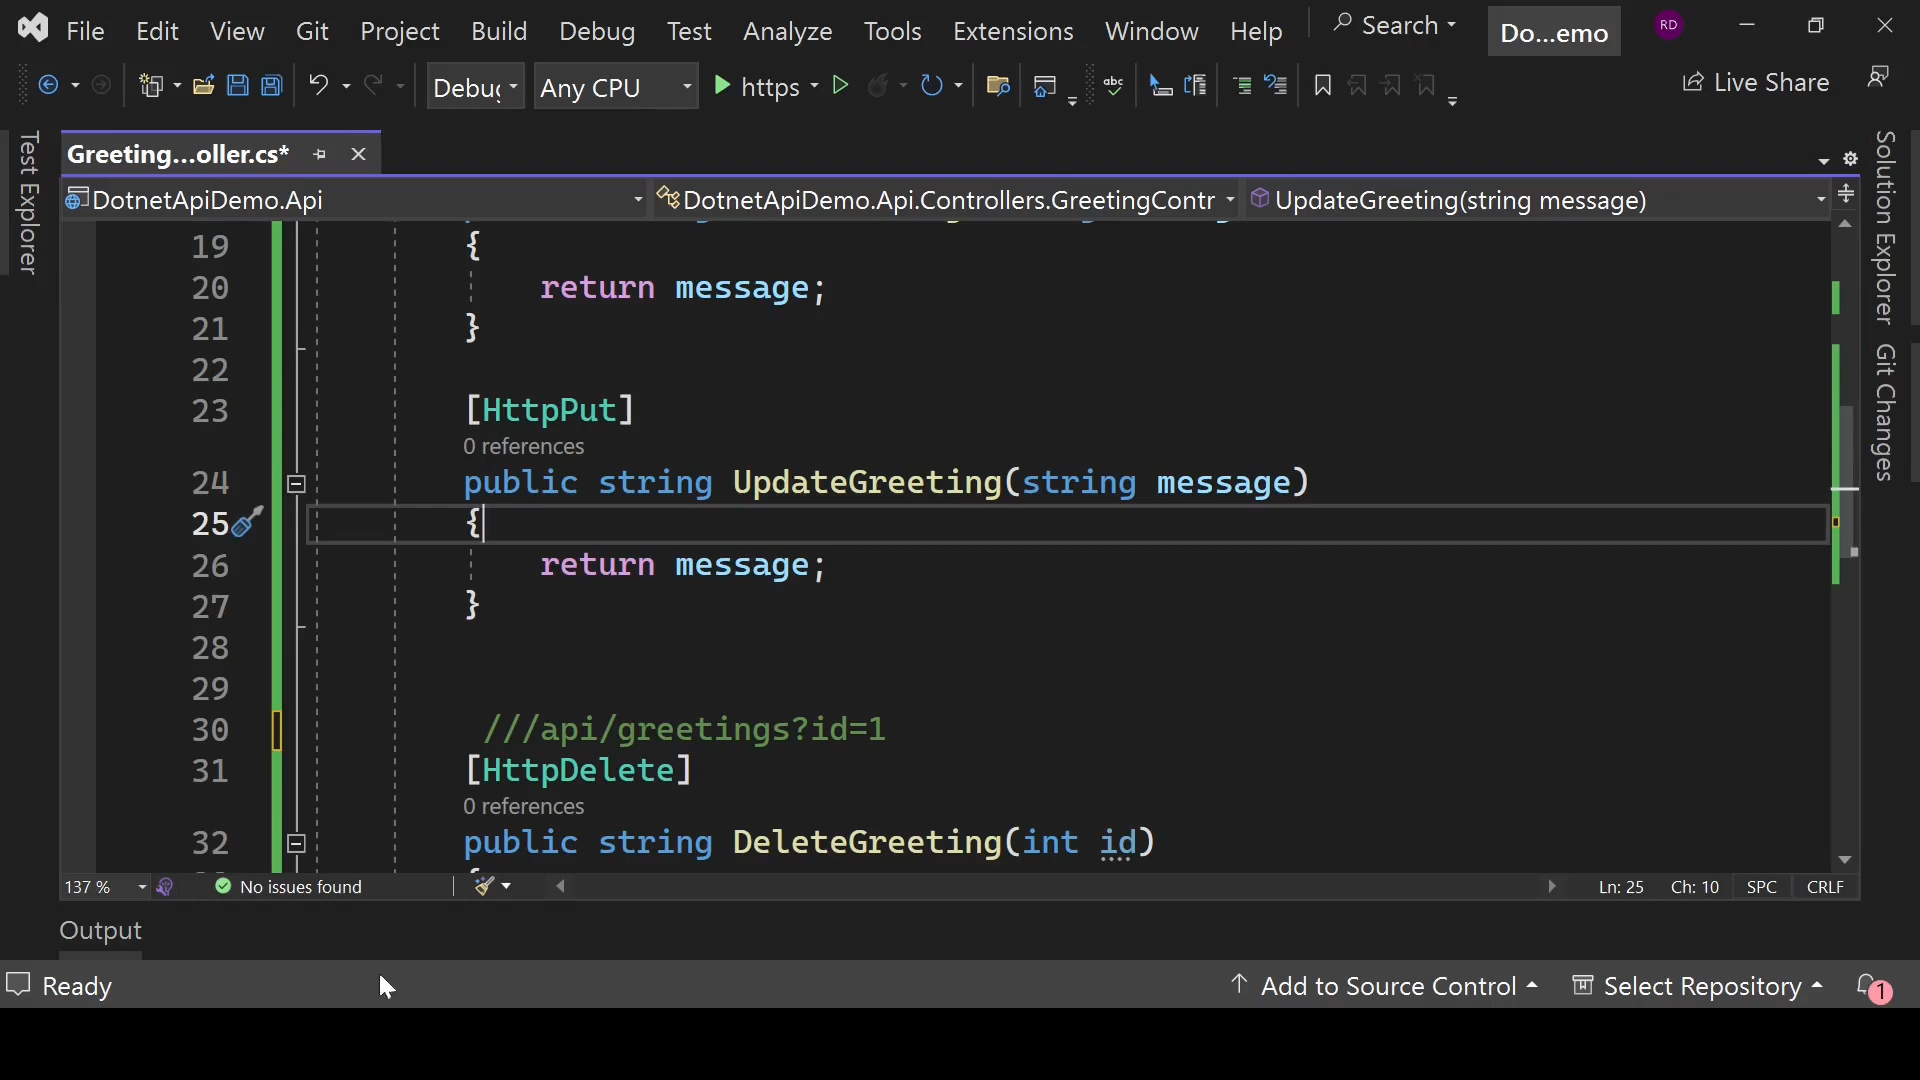 File Edit View Git Project Build Debug Test Analyze Tools Extensions Window Help Search Do...emo RD
Debug Any CPU https Live Share
Test Explorer
Greeting...oller.cs*
DotnetApiDemo.Api DotnetApiDemo.Api.Controllers.GreetingContr UpdateGreeting(string message)
19 {
20 return message;
21 }
22
23 [HttpPut]
0 references
24 public string UpdateGreeting(string message)
25 {
26 return message;
27 }
28
29
30 ///api/greetings?id=1
31 [HttpDelete]
0 references
32 public string DeleteGreeting(int id)
137 % No issues found Ln: 25 Ch: 10 SPC CRLF
Solution Explorer
Git Changes
Output
Ready Add to Source Control Select Repository 1